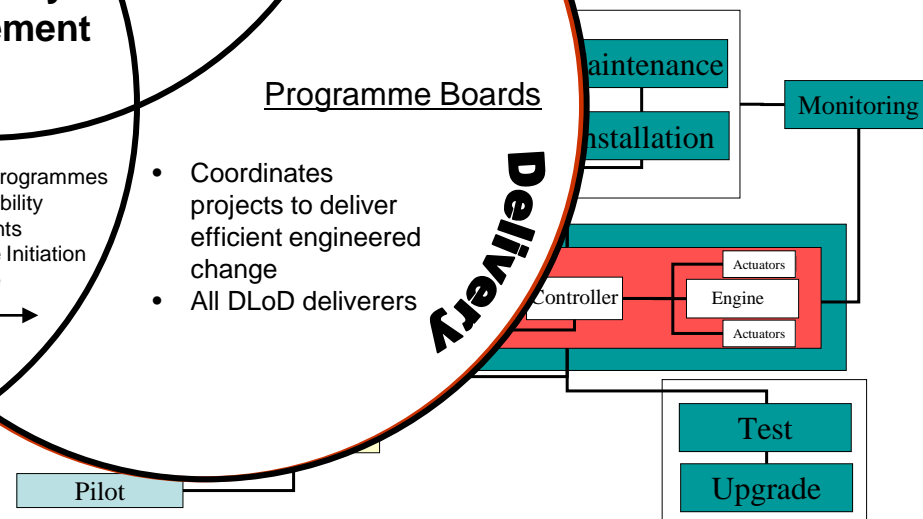 ement
Programme Boards
• Coordinates
projects to deliver
efficient engineered
change
• All DLoD deliverers
Delivery
rogrammes
bility
nts
Initiation
aintenance
nstallation
Monitoring
Controller
Actuators
Engine
Actuators
Test
Upgrade
Pilot